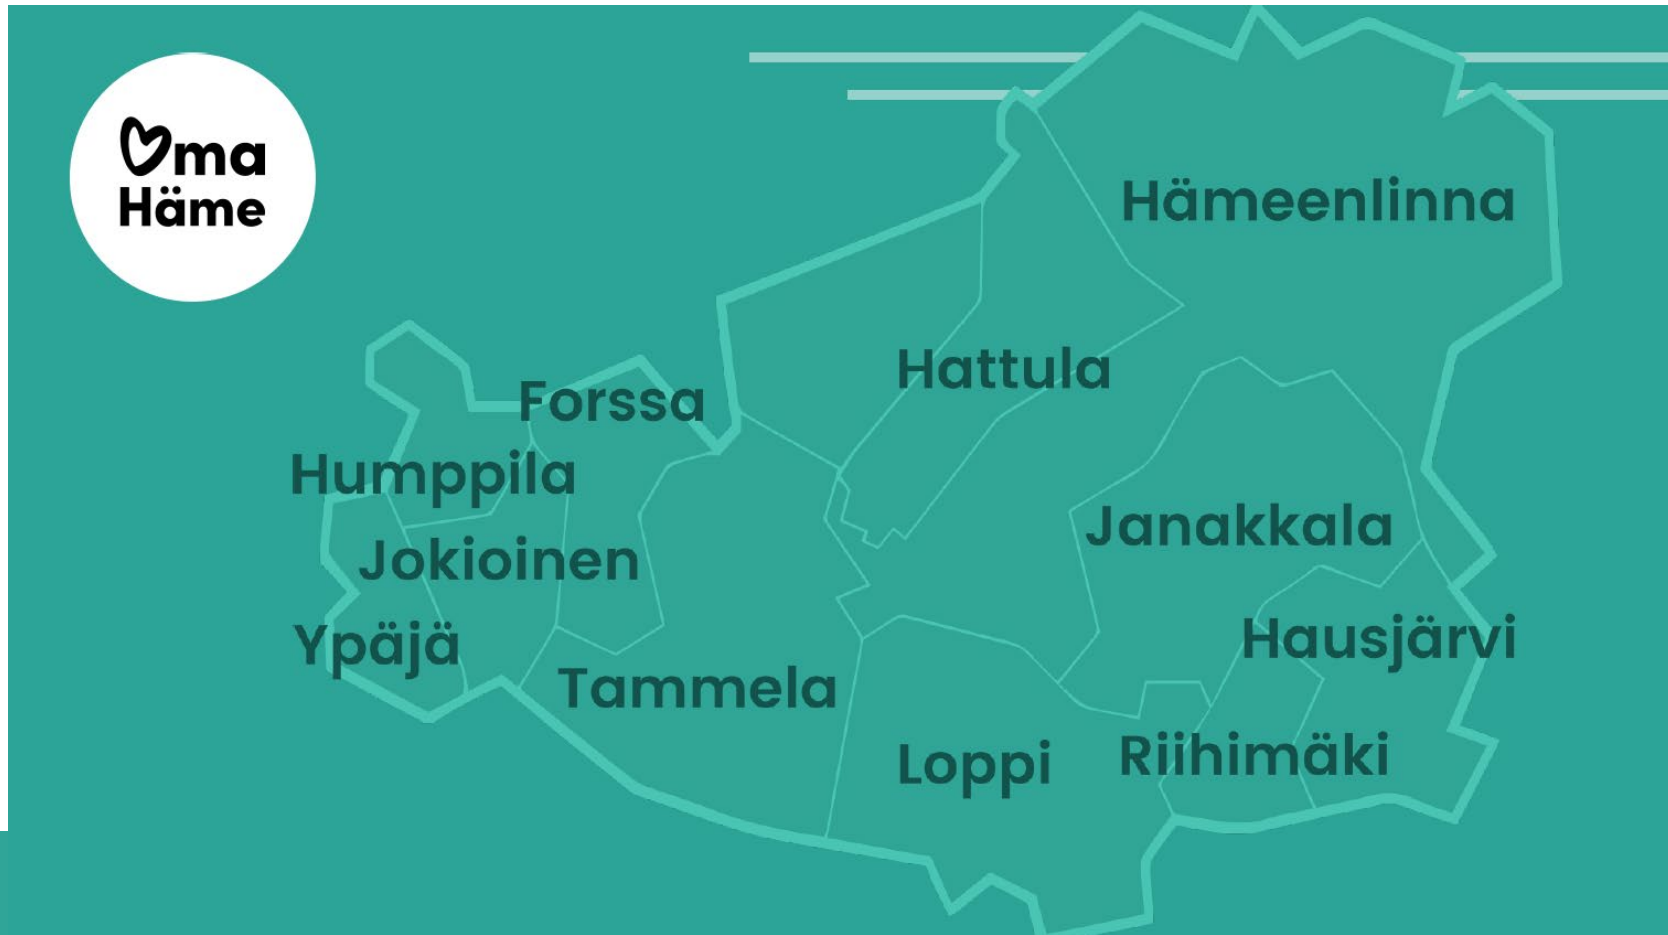 Oma
Häme
Hämeenlinna
Hattula
Forssa
Humppila
Janakkala
Jokioinen
Hausjärvi
Ypäjä
Tammela
Loppi
Riihimäki